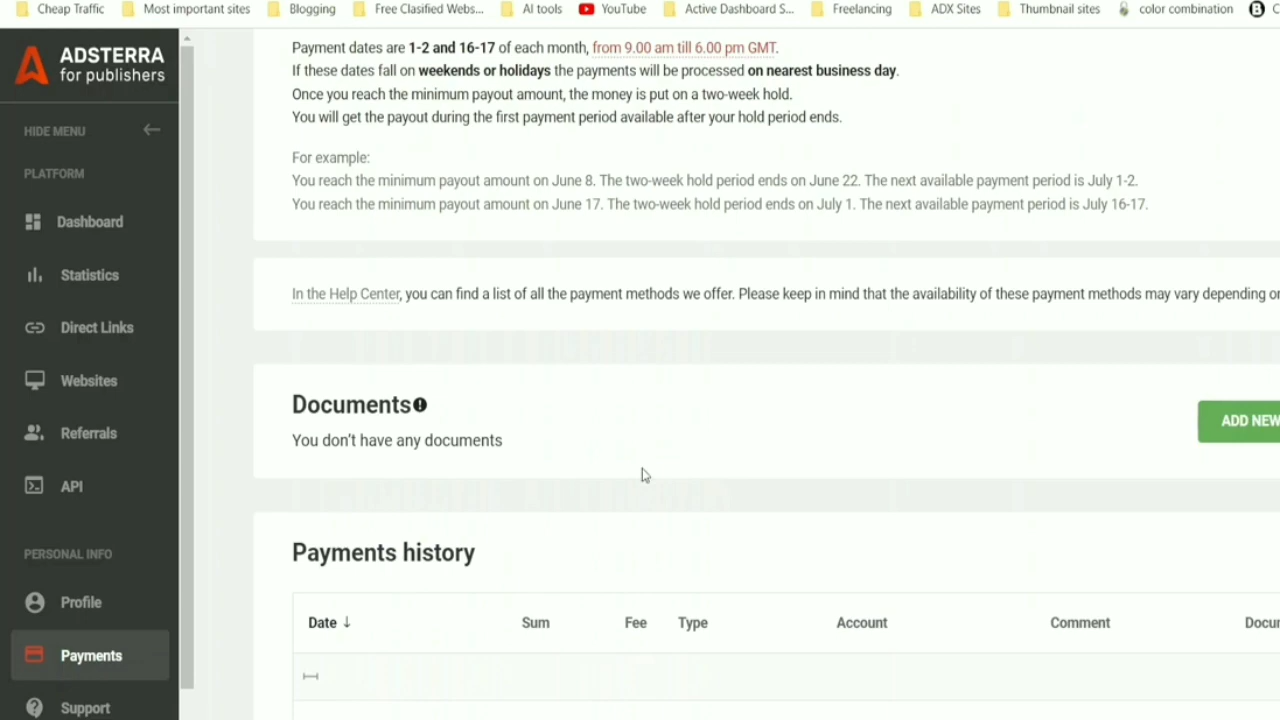 Cheap Traffic Most important sites Blogging Free Clasified Webs... AI tools YouTube Active Dashboard S... Freelancing ADX Sites Thumbnail sites color combination
ADSTERRA
for publishers
HIDE MENU
PLATFORM
Dashboard
Statistics
Direct Links
Websites
Referrals
API
PERSONAL INFO
Profile
Payments
Support
Payment dates are 1-2 and 16-17 of each month, from 9.00 am till 6.00 pm GMT.
If these dates fall on weekends or holidays the payments will be processed on nearest business day.
Once you reach the minimum payout amount, the money is put on a two-week hold.
You will get the payout during the first payment period available after your hold period ends.
For example:
You reach the minimum payout amount on June 8. The two-week hold period ends on June 22. The next available payment period is July 1-2.
You reach the minimum payout amount on June 17. The two-week hold period ends on July 1. The next available payment period is July 16-17.
In the Help Center, you can find a list of all the payment methods we offer. Please keep in mind that the availability of these payment methods may vary depending
Documents
You don't have any documents
ADD NEW
Payments history
Date ↓ Sum Fee Type Account Comment